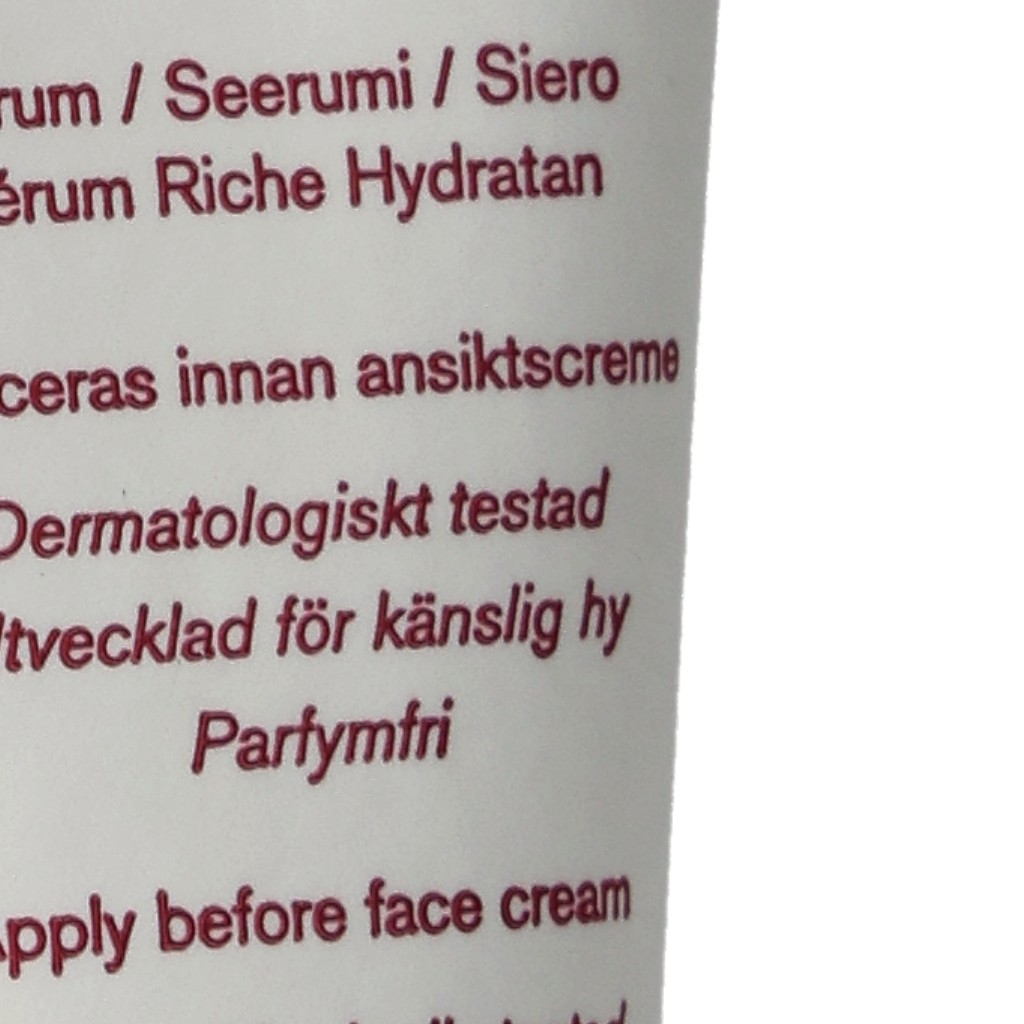 rum / Seerumi / Siero
érum Riche Hydratan
ceras innan ansiktscreme
Dermatologiskt testad
tvecklad för känslig hy
Parfymfri
Apply before face cream